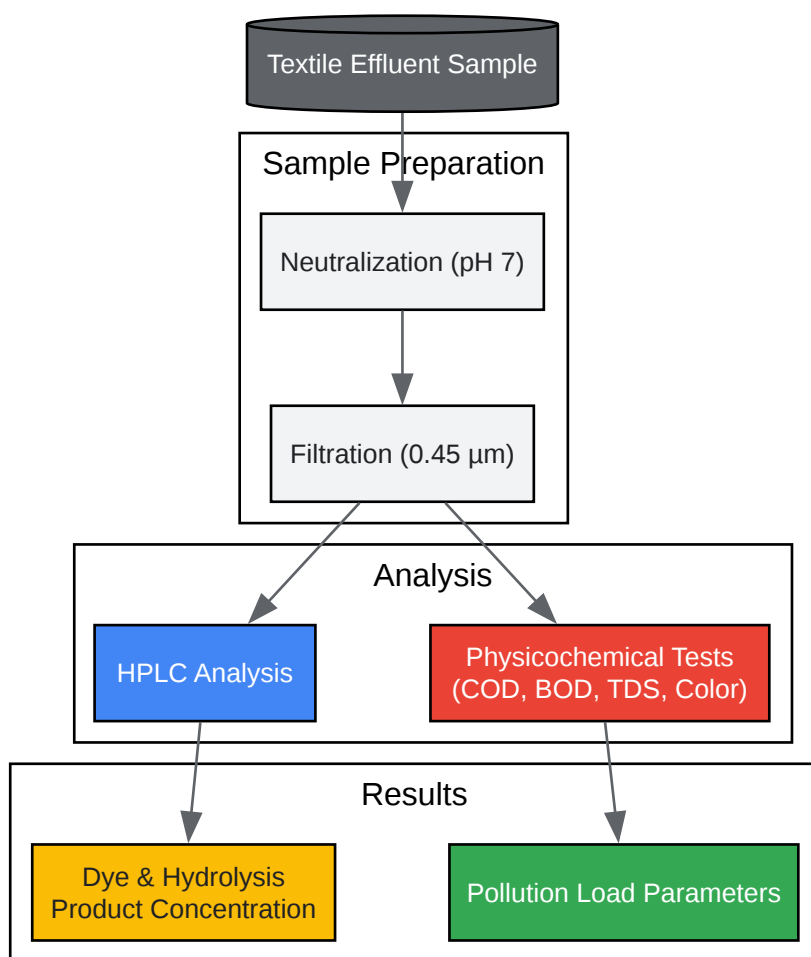 Textile Effluent Sample
Sample Preparation
Neutralization (pH 7)
Filtration (0.45 µm)
Analysis
HPLC Analysis
Physicochemical Tests
(COD, BOD, TDS, Color)
Results
Dye & Hydrolysis
Product Concentration
Pollution Load Parameters